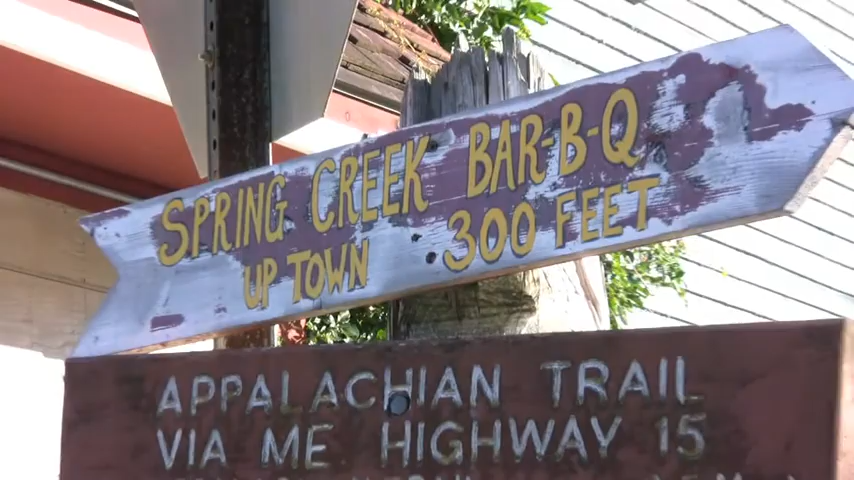 SPRING CREEK BAR-B-Q
UP TOWN 300 FEET
APPALACHIAN TRAIL
VIA ME HIGHWAY 15